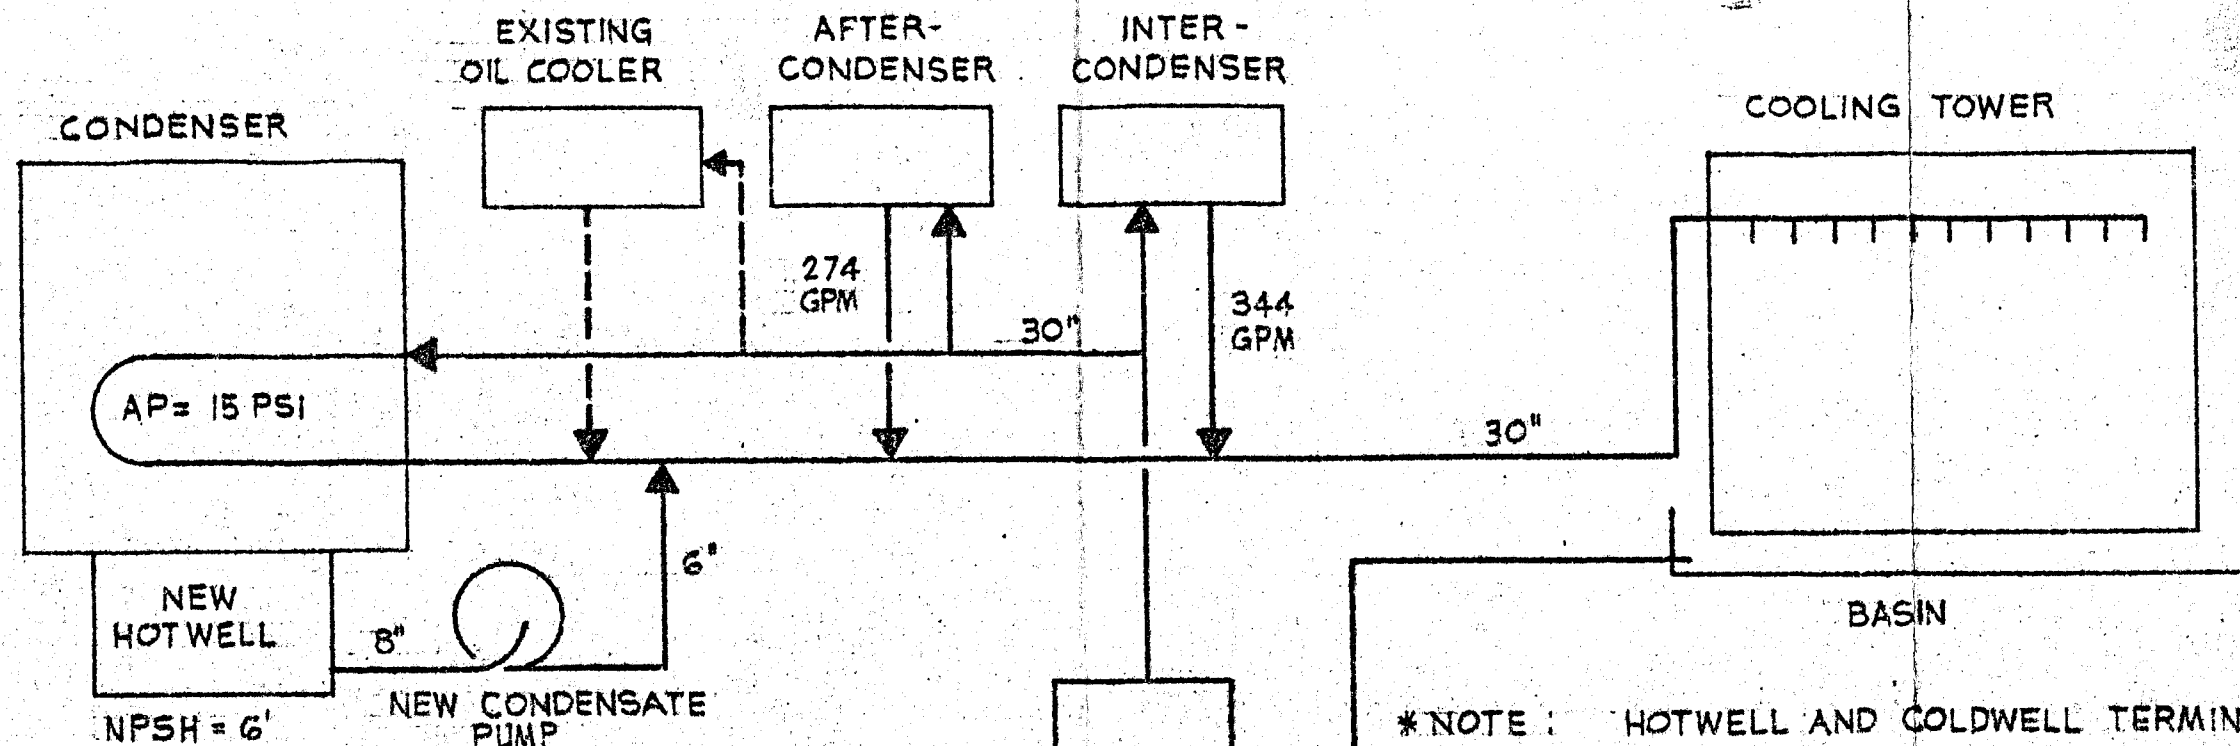 EXISTING
OIL COOLER
AFTER-
CONDENSER
INTER-
CONDENSER
CONDENSER
COOLING TOWER
274
GPM
30"
344
GPM
ΔP= 15 PSI
30"
6"
NEW
HOTWELL
8"
BASIN
NEW CONDENSATE
PUMP
NPSH = 6'
*NOTE : HOTWELL AND COLDWELL TERMIN